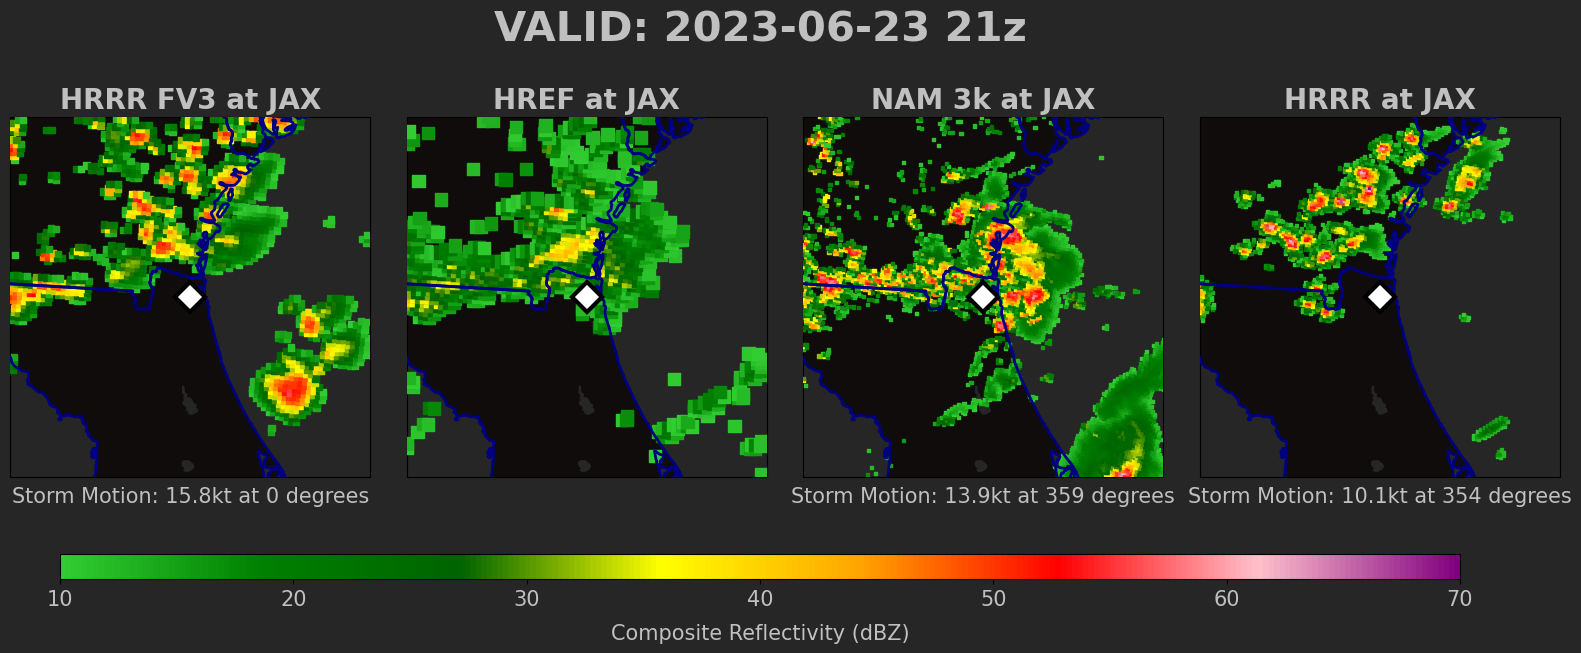 VALID: 2023-06-23 21z
HRRR FV3 at JAX
HREF at JAX
NAM 3k at JAX
HRRR at JAX
Storm Motion: 15.8kt at 0 degrees
Storm Motion: 13.9kt at 359 degrees
Storm Motion: 10.1kt at 354 degrees
10 20 30 40 50 60 70
Composite Reflectivity (dBZ)